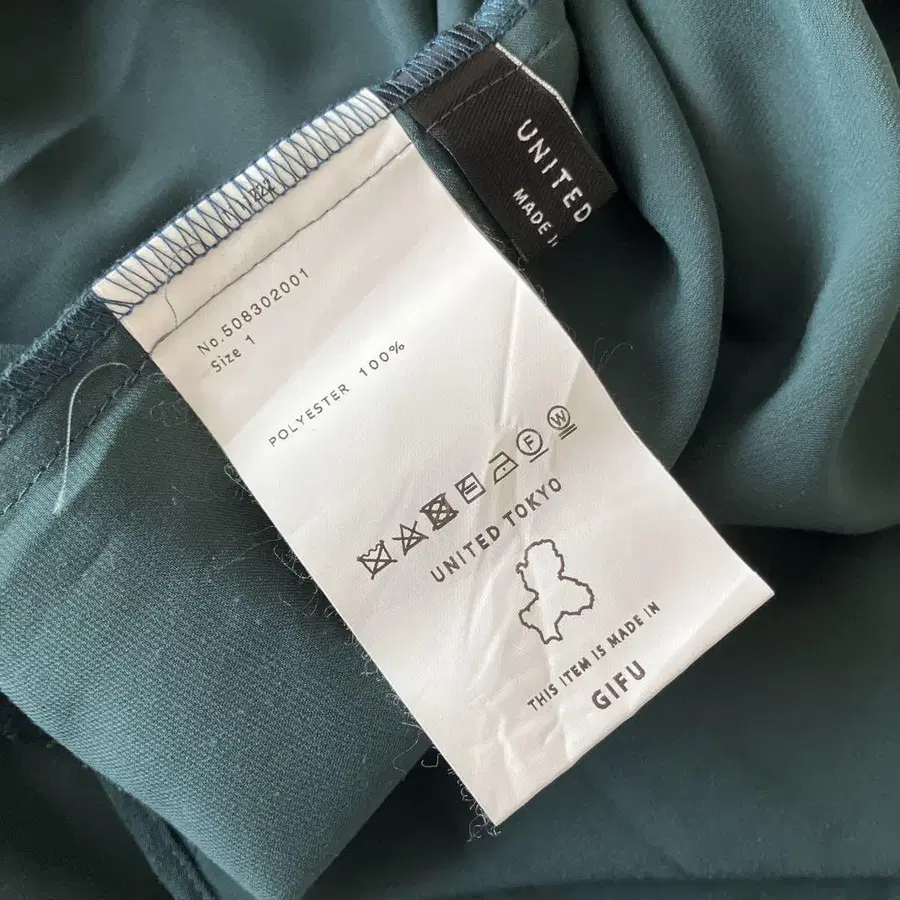 UNITED
MADE I
No.508302001
Size 1
POLYESTER 100%
F
W
UNITED TOKYO
THIS ITEM IS MADE IN
GIFU